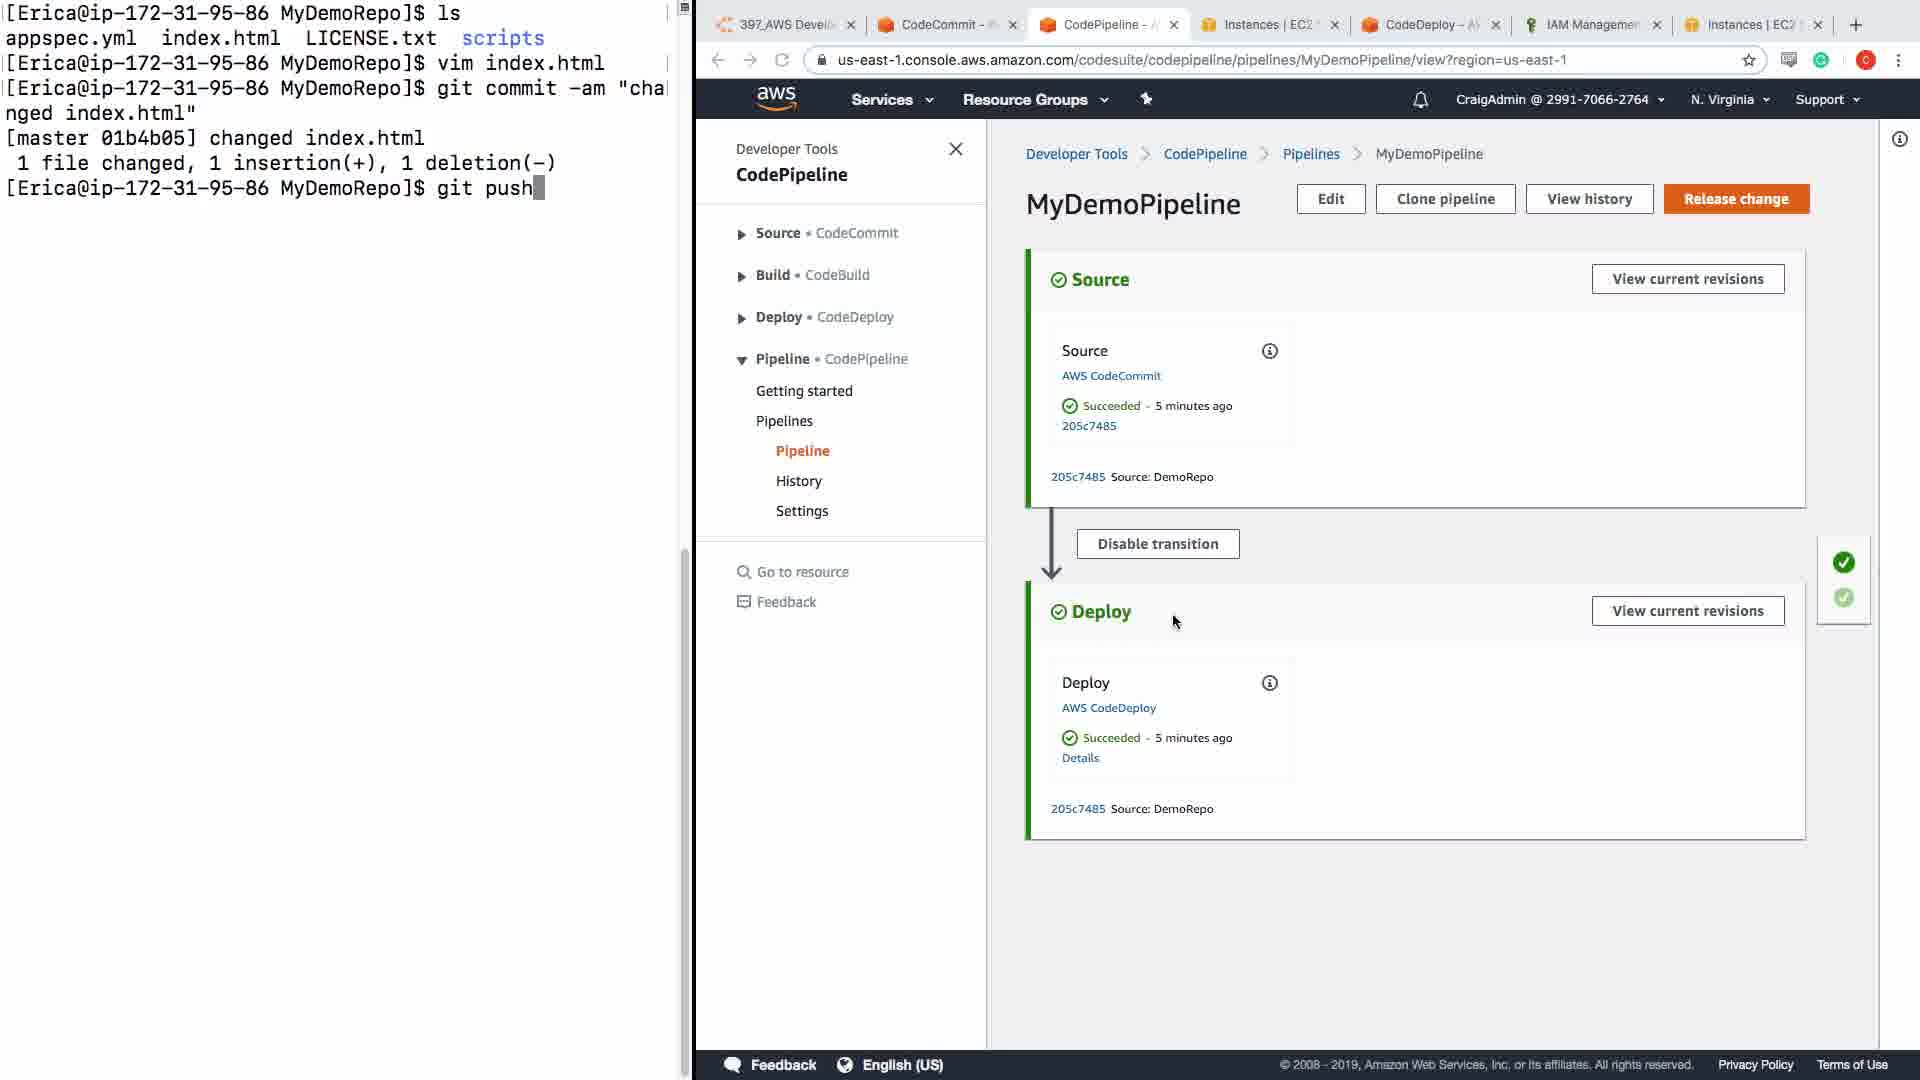 [Erica@ip-172-31-95-86 MyDemoRepo]$ ls
appspec.yml index.html LICENSE.txt scripts
[Erica@ip-172-31-95-86 MyDemoRepo]$ vim index.html
[Erica@ip-172-31-95-86 MyDemoRepo]$ git commit -am "cha
nged index.html"
[master 01b4b05] changed index.html
1 file changed, 1 insertion(+), 1 deletion(-)
[Erica@ip-172-31-95-86 MyDemoRepo]$ git push
397_AWS Devel
CodeCommit -
CodePipeline - A
Instances | EC2
CodeDeploy - A
IAM Managemen
Instances | EC2
us-east-1.console.aws.amazon.com/codesuite/codepipeline/pipelines/MyDemoPipeline/view?region=us-east-1
aws
Services
Resource Groups
CraigAdmin @ 2991-7066-2764
N. Virginia
Support
Developer Tools
CodePipeline
Source • CodeCommit
Build • CodeBuild
Deploy • CodeDeploy
Pipeline • CodePipeline
Getting started
Pipelines
Pipeline
History
Settings
Go to resource
Feedback
Developer Tools > CodePipeline > Pipelines > MyDemoPipeline
MyDemoPipeline
Edit
Clone pipeline
View history
Release change
Source
View current revisions
Source
AWS CodeCommit
Succeeded - 5 minutes ago
205c7485
205c7485 Source: DemoRepo
Disable transition
Deploy
View current revisions
Deploy
AWS CodeDeploy
Succeeded - 5 minutes ago
Details
205c7485 Source: DemoRepo
Feedback
English (US)
© 2008 - 2019, Amazon Web Services, Inc. or its affiliates. All rights reserved.
Privacy Policy
Terms of Use